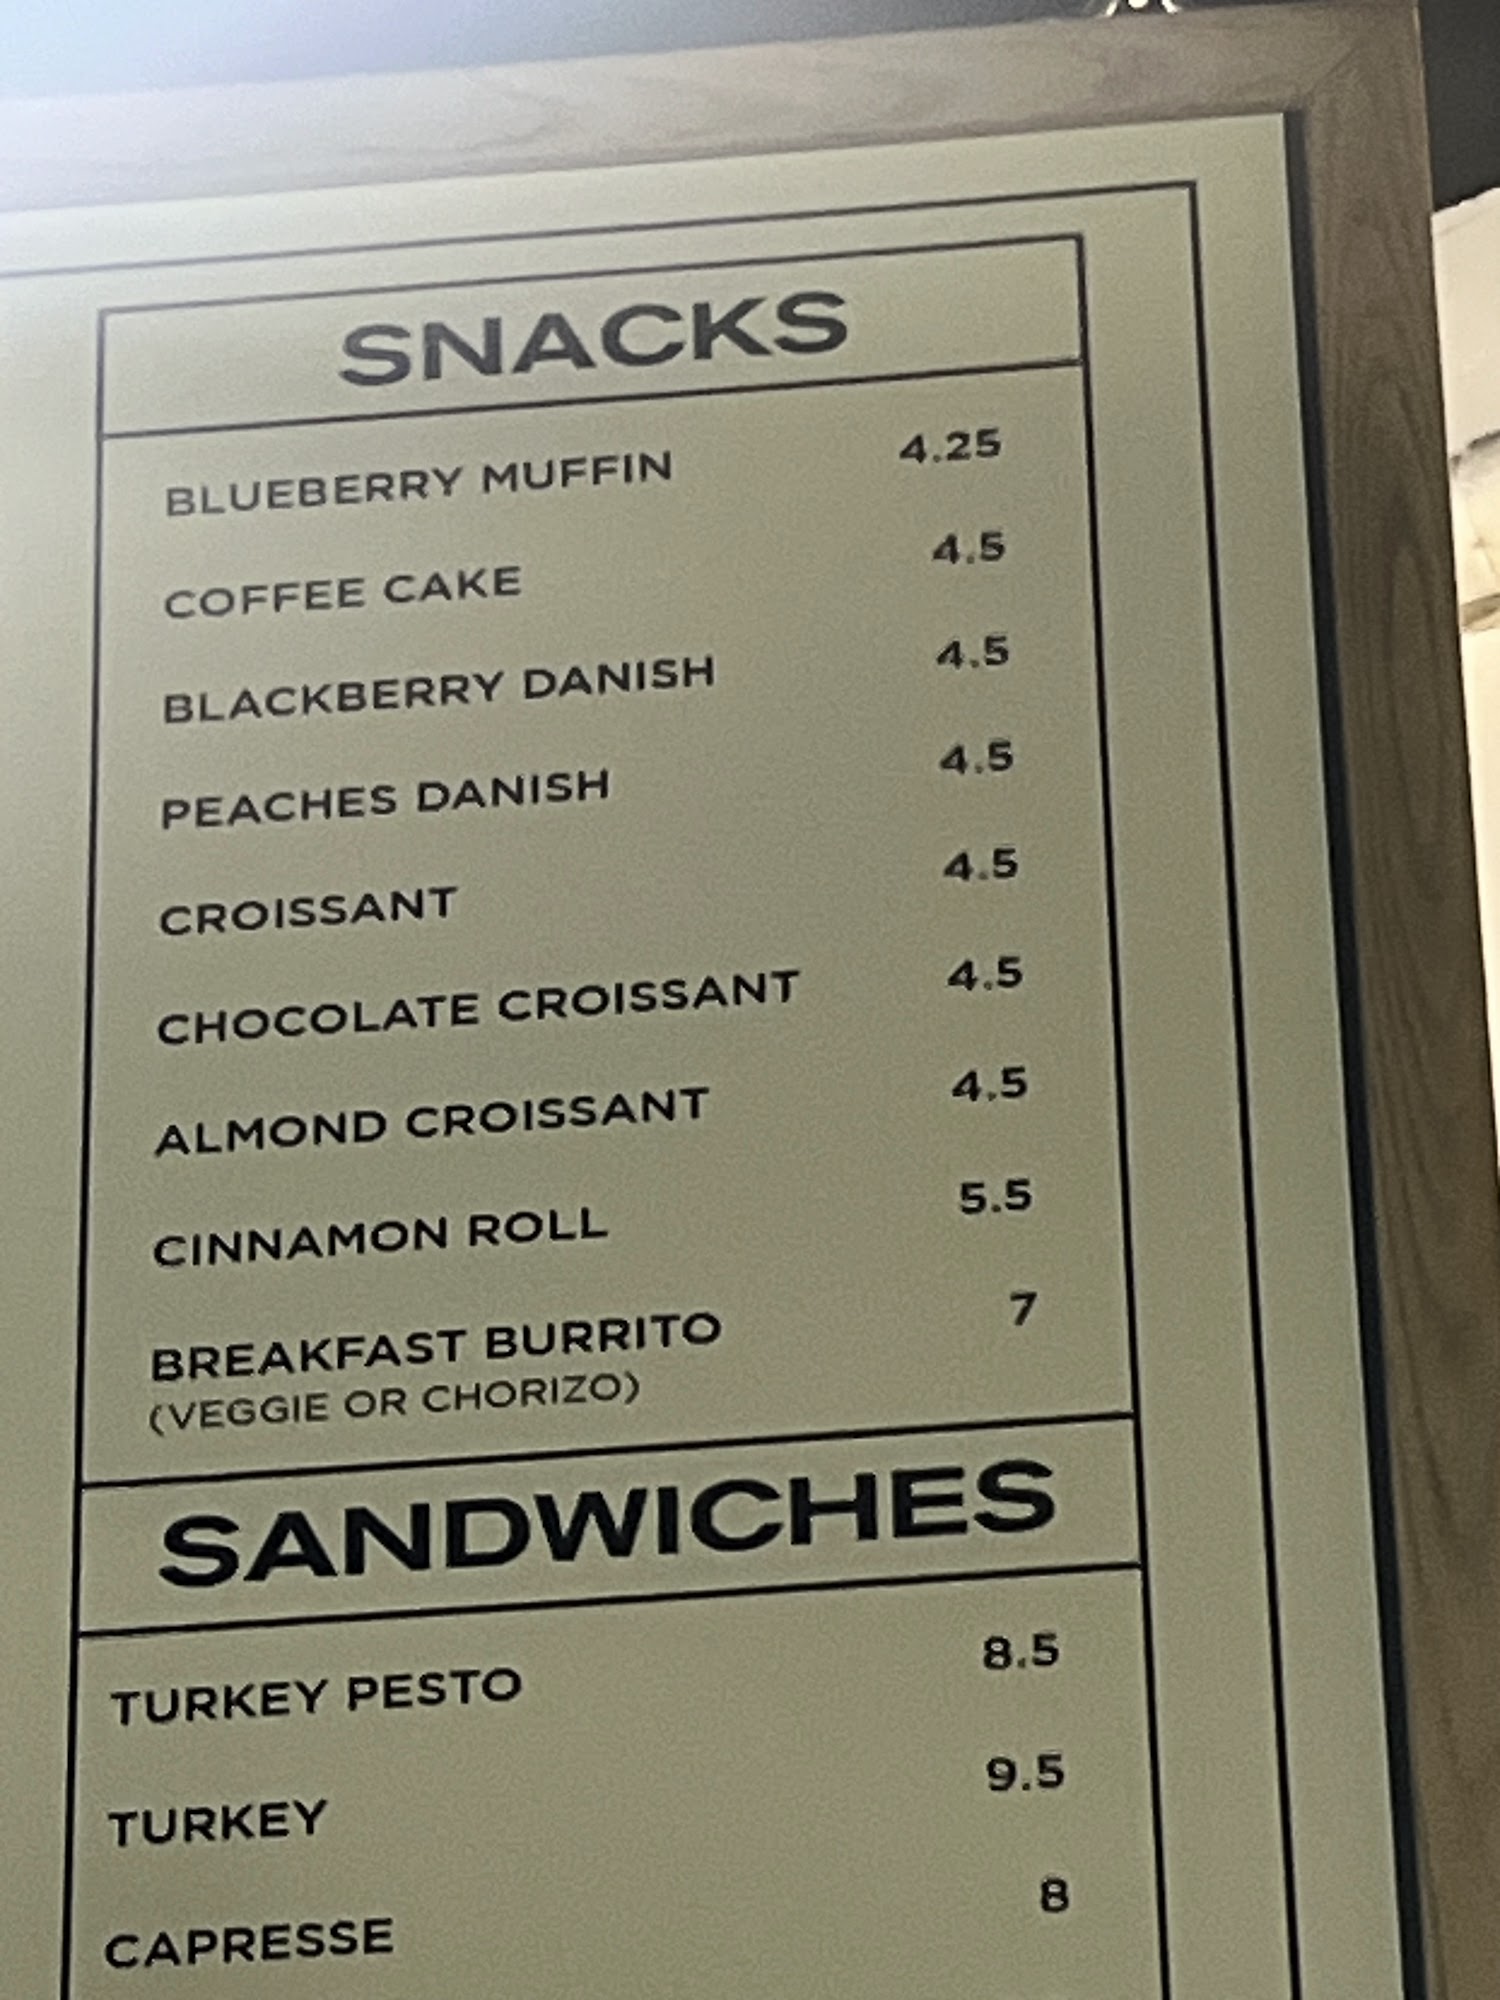 SNACKS
BLUEBERRY MUFFIN 4.25
COFFEE CAKE 4.5
BLACKBERRY DANISH 4.5
PEACHES DANISH 4.5
CROISSANT 4.5
CHOCOLATE CROISSANT 4.5
ALMOND CROISSANT 4.5
CINNAMON ROLL 5.5
BREAKFAST BURRITO 7
(VEGGIE OR CHORIZO)
SANDWICHES
TURKEY PESTO 8.5
TURKEY 9.5
CAPRESSE 8